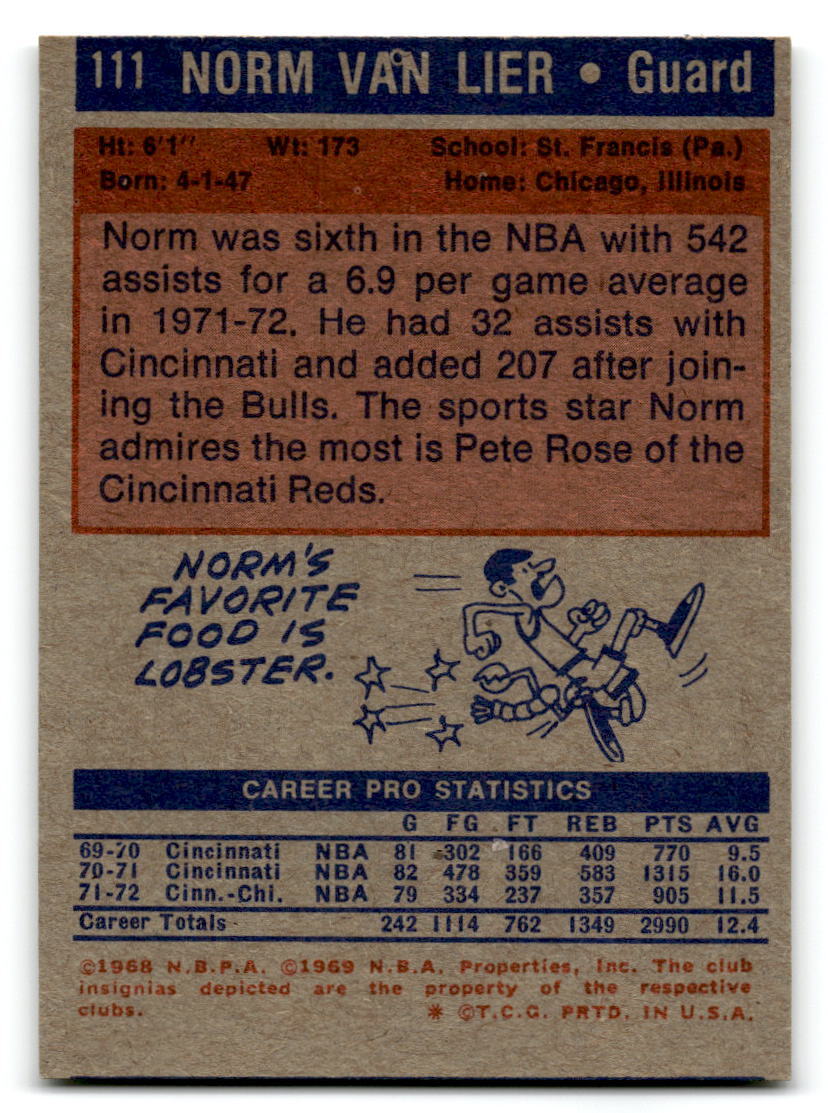 111 NORM VAN LIER • Guard
Ht: 6'1" Wt: 173 School: St. Francis (Pa.)
Born: 4-1-47 Home: Chicago, Illinois
Norm was sixth in the NBA with 542
assists for a 6.9 per game average
in 1971-72. He had 32 assists with
Cincinnati and added 207 after join-
ing the Bulls. The sports star Norm
admires the most is Pete Rose of the
Cincinnati Reds.
NORM'S
FAVORITE
FOOD IS
LOBSTER.
CAREER PRO STATISTICS
G FG FT REB PTS AVG
69-70 Cincinnati NBA 81 302 166 409 770 9.5
70-71 Cincinnati NBA 82 478 359 583 1315 16.0
71-72 Cinn.-Chi. NBA 79 334 237 357 905 11.5
Career Totals 242 1114 762 1349 2990 12.4
©1968 N.B.P.A. ©1969 N.B.A. Properties, Inc. The club
insignias depicted are the property of the respective
clubs. * ©T.C.G. PRTD. IN U.S.A.